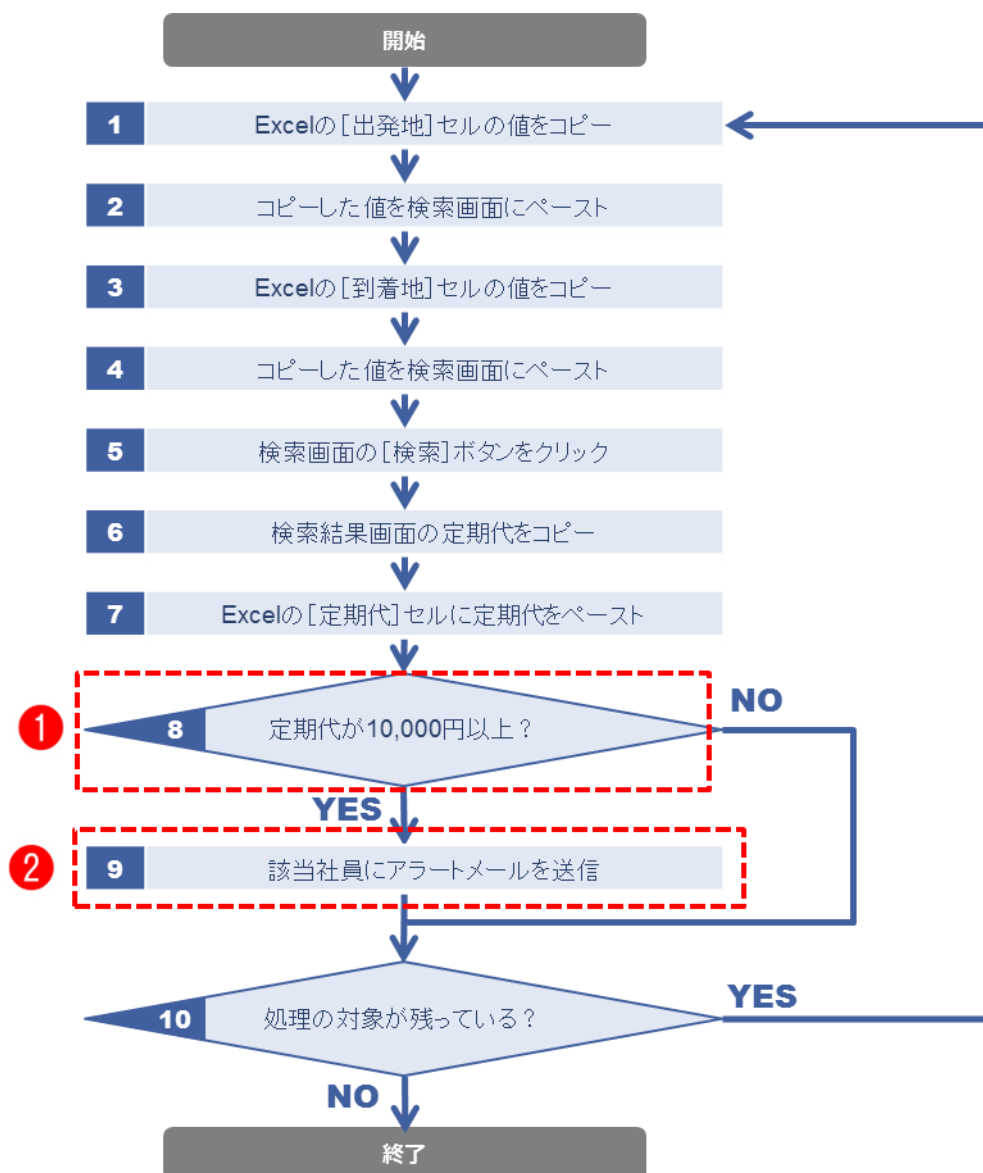 開始
1 Excelの[出発地]セルの値をコピー
2 コピーした値を検索画面にペースト
3 Excelの[到着地]セルの値をコピー
4 コピーした値を検索画面にペースト
5 検索画面の[検索]ボタンをクリック
6 検索結果画面の定期代をコピー
7 Excelの[定期代]セルに定期代をペースト
1 8 定期代が10,000円以上？ NO
YES
2 9 該当社員にアラートメールを送信
10 処理の対象が残っている？ YES
NO
終了